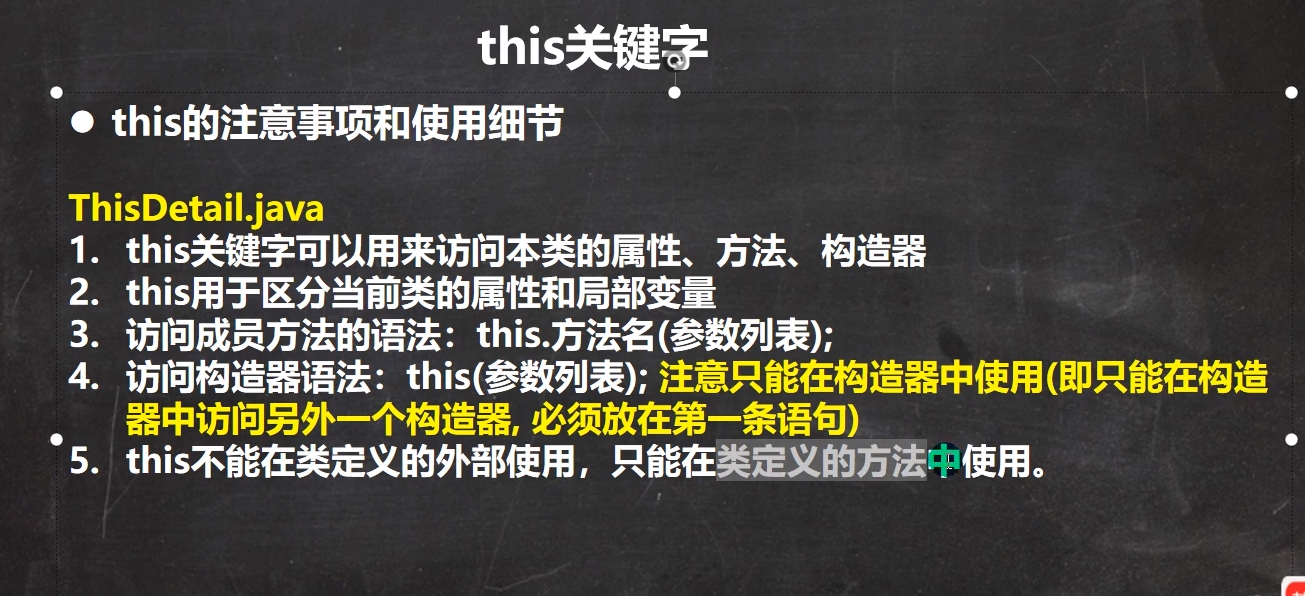 this关键字
● this的注意事项和使用细节
ThisDetail.java
1. this关键字可以用来访问本类的属性、方法、构造器
2. this用于区分当前类的属性和局部变量
3. 访问成员方法的语法：this.方法名(参数列表);
4. 访问构造器语法：this(参数列表); 注意只能在构造器中使用(即只能在构造
器中访问另外一个构造器, 必须放在第一条语句)
5. this不能在类定义的外部使用，只能在类定义的方法中使用。